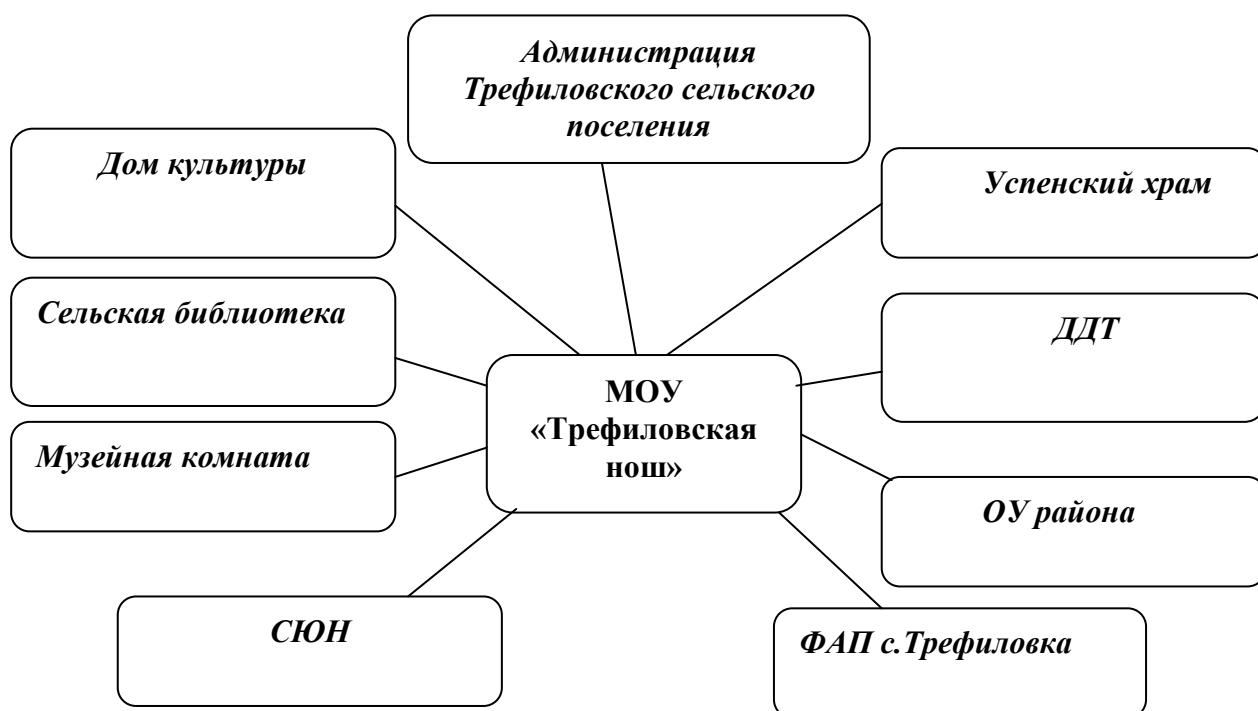 Администрация
Трефиловского сельского
поселения
Дом культуры
Успенский храм
Сельская библиотека
ДДТ
МОУ
«Трефиловская
нош»
Музейная комната
ОУ района
СЮН
ФАП с.Трефиловка